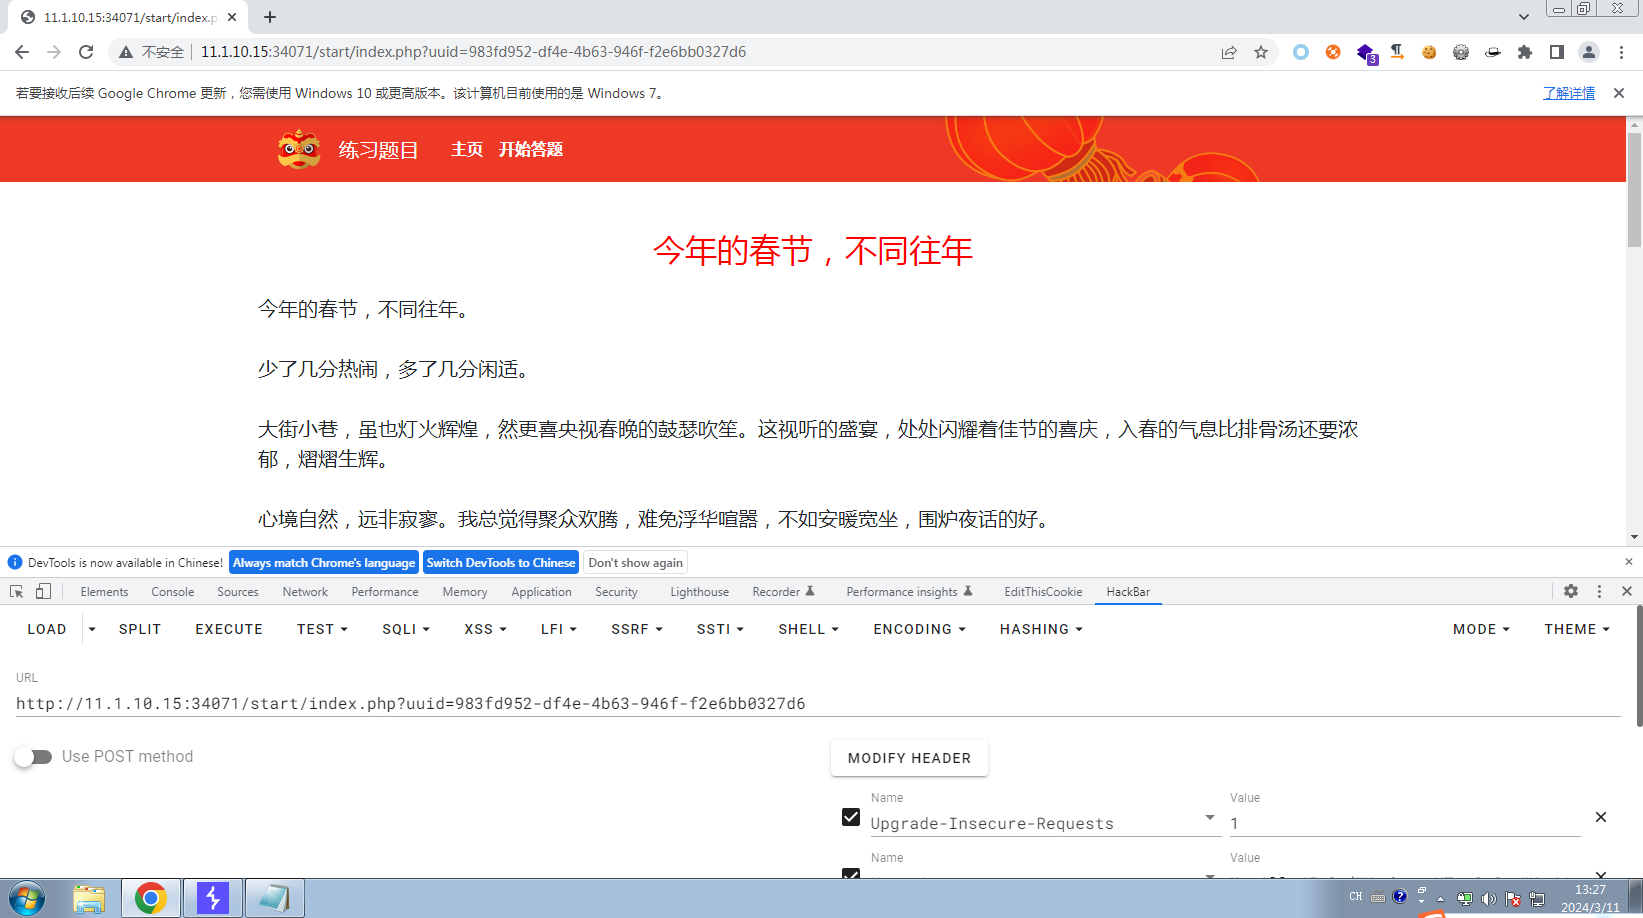 11.1.10.15:34071/start/index.p
不安全 11.1.10.15:34071/start/index.php?uuid=983fd952-df4e-4b63-946f-f2e6bb0327d6
3
若要接收后续 Google Chrome 更新，您需使用 Windows 10 或更高版本。该计算机目前使用的是 Windows 7。 了解详情
练习题目 主页 开始答题
今年的春节，不同往年
今年的春节，不同往年。
少了几分热闹，多了几分闲适。
大街小巷，虽也灯火辉煌，然更喜央视春晚的鼓瑟吹笙。这视听的盛宴，处处闪耀着佳节的喜庆，入春的气息比排骨汤还要浓
郁，熠熠生辉。
心境自然，远非寂寥。我总觉得聚众欢腾，难免浮华喧嚣，不如安暖宽坐，围炉夜话的好。
DevTools is now available in Chinese! Always match Chrome's language Switch DevTools to Chinese Don't show again
Elements Console Sources Network Performance Memory Application Security Lighthouse Recorder Performance insights EditThisCookie HackBar
LOAD SPLIT EXECUTE TEST SQLI XSS LFI SSRF SSTI SHELL ENCODING HASHING MODE THEME
URL
http://11.1.10.15:34071/start/index.php?uuid=983fd952-df4e-4b63-946f-f2e6bb0327d6
Use POST method
MODIFY HEADER
Name Value
Upgrade-Insecure-Requests 1
Name Value
CH 13:27
2024/3/11